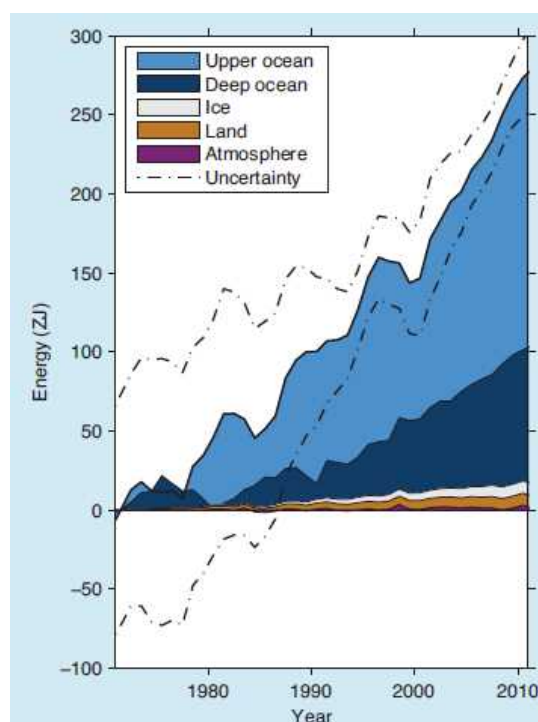 300
250
200
150
100
50
0
−50
−100
Energy (ZJ)
Upper ocean
Deep ocean
Ice
Land
Atmosphere
Uncertainty
1980 1990 2000 2010
Year